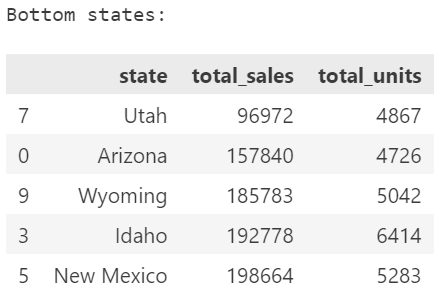 Bottom states:
state total_sales total_units
7 Utah 96972 4867
0 Arizona 157840 4726
9 Wyoming 185783 5042
3 Idaho 192778 6414
5 New Mexico 198664 5283